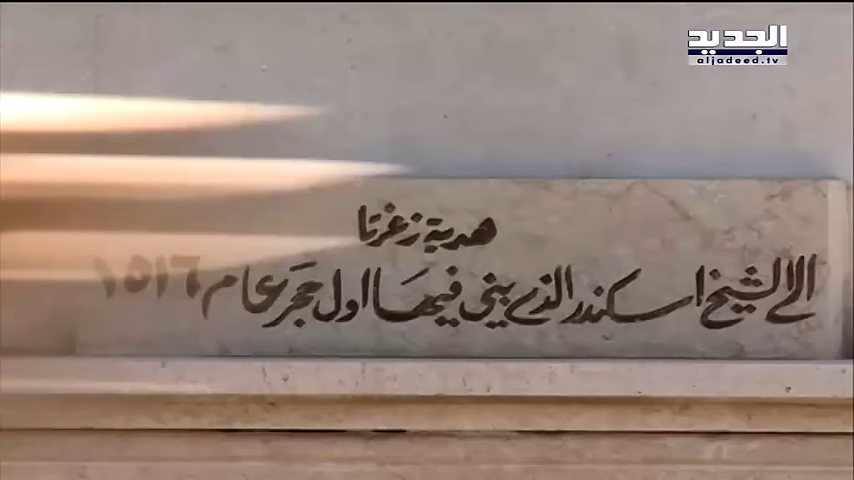 الجديد
aljadeed.tv
هدية زغرتا
الى الشيخ اسكندر الذي بنى فيها اول حجر عام ١٥١٦